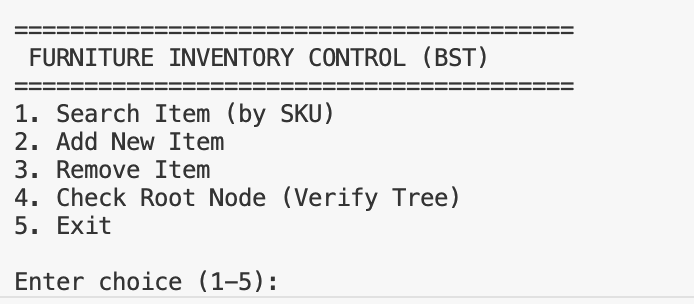 ========================================
 FURNITURE INVENTORY CONTROL (BST)
========================================
1. Search Item (by SKU)
2. Add New Item
3. Remove Item
4. Check Root Node (Verify Tree)
5. Exit

Enter choice (1-5):